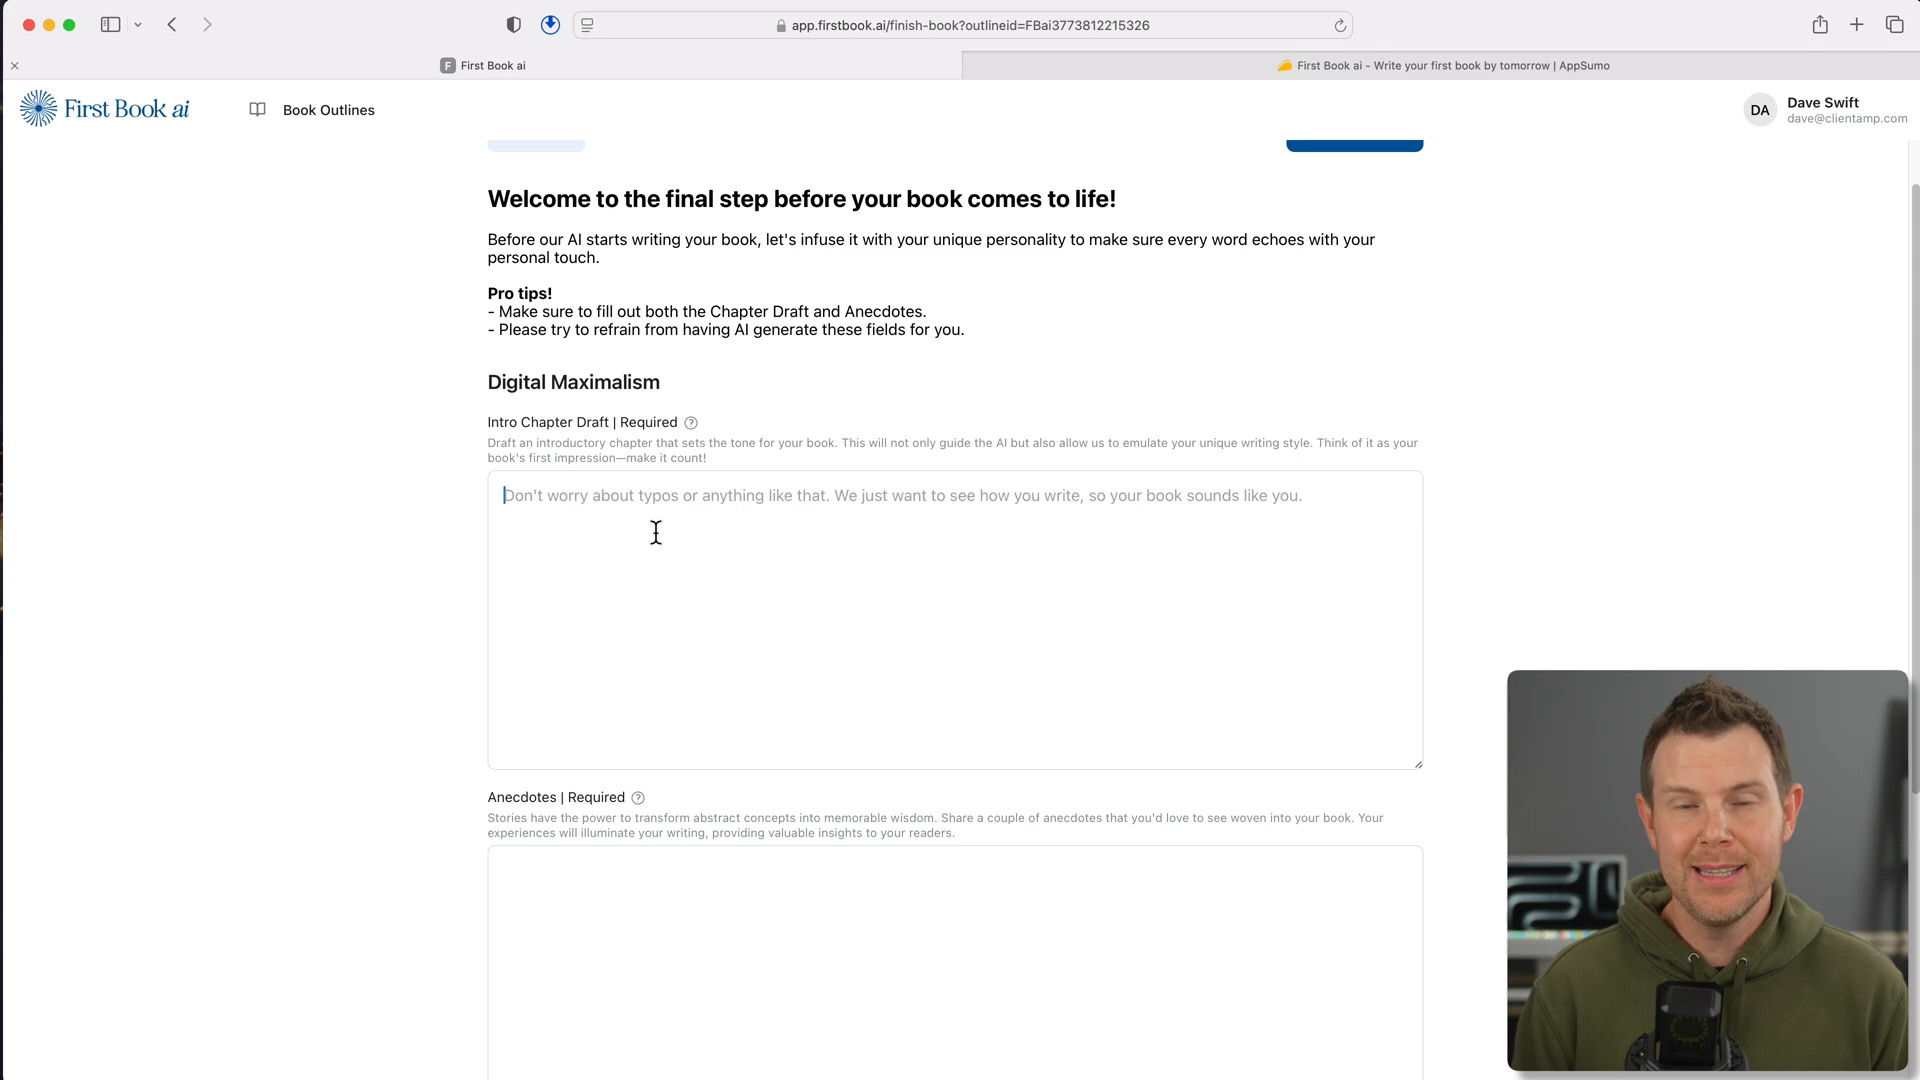 app.firstbook.ai/finish-book?outlineid=FBai3773812215326
F First Book ai
First Book ai - Write your first book by tomorrow | AppSumo
First Book ai
Book Outlines
DA
Dave Swift
dave@clientamp.com
Welcome to the final step before your book comes to life!
Before our AI starts writing your book, let's infuse it with your unique personality to make sure every word echoes with your
personal touch.
Pro tips!
- Make sure to fill out both the Chapter Draft and Anecdotes.
- Please try to refrain from having AI generate these fields for you.
Digital Maximalism
Intro Chapter Draft | Required ?
Draft an introductory chapter that sets the tone for your book. This will not only guide the AI but also allow us to emulate your unique writing style. Think of it as your
book's first impression—make it count!
Don't worry about typos or anything like that. We just want to see how you write, so your book sounds like you.
Anecdotes | Required ?
Stories have the power to transform abstract concepts into memorable wisdom. Share a couple of anecdotes that you'd love to see woven into your book. Your
experiences will illuminate your writing, providing valuable insights to your readers.